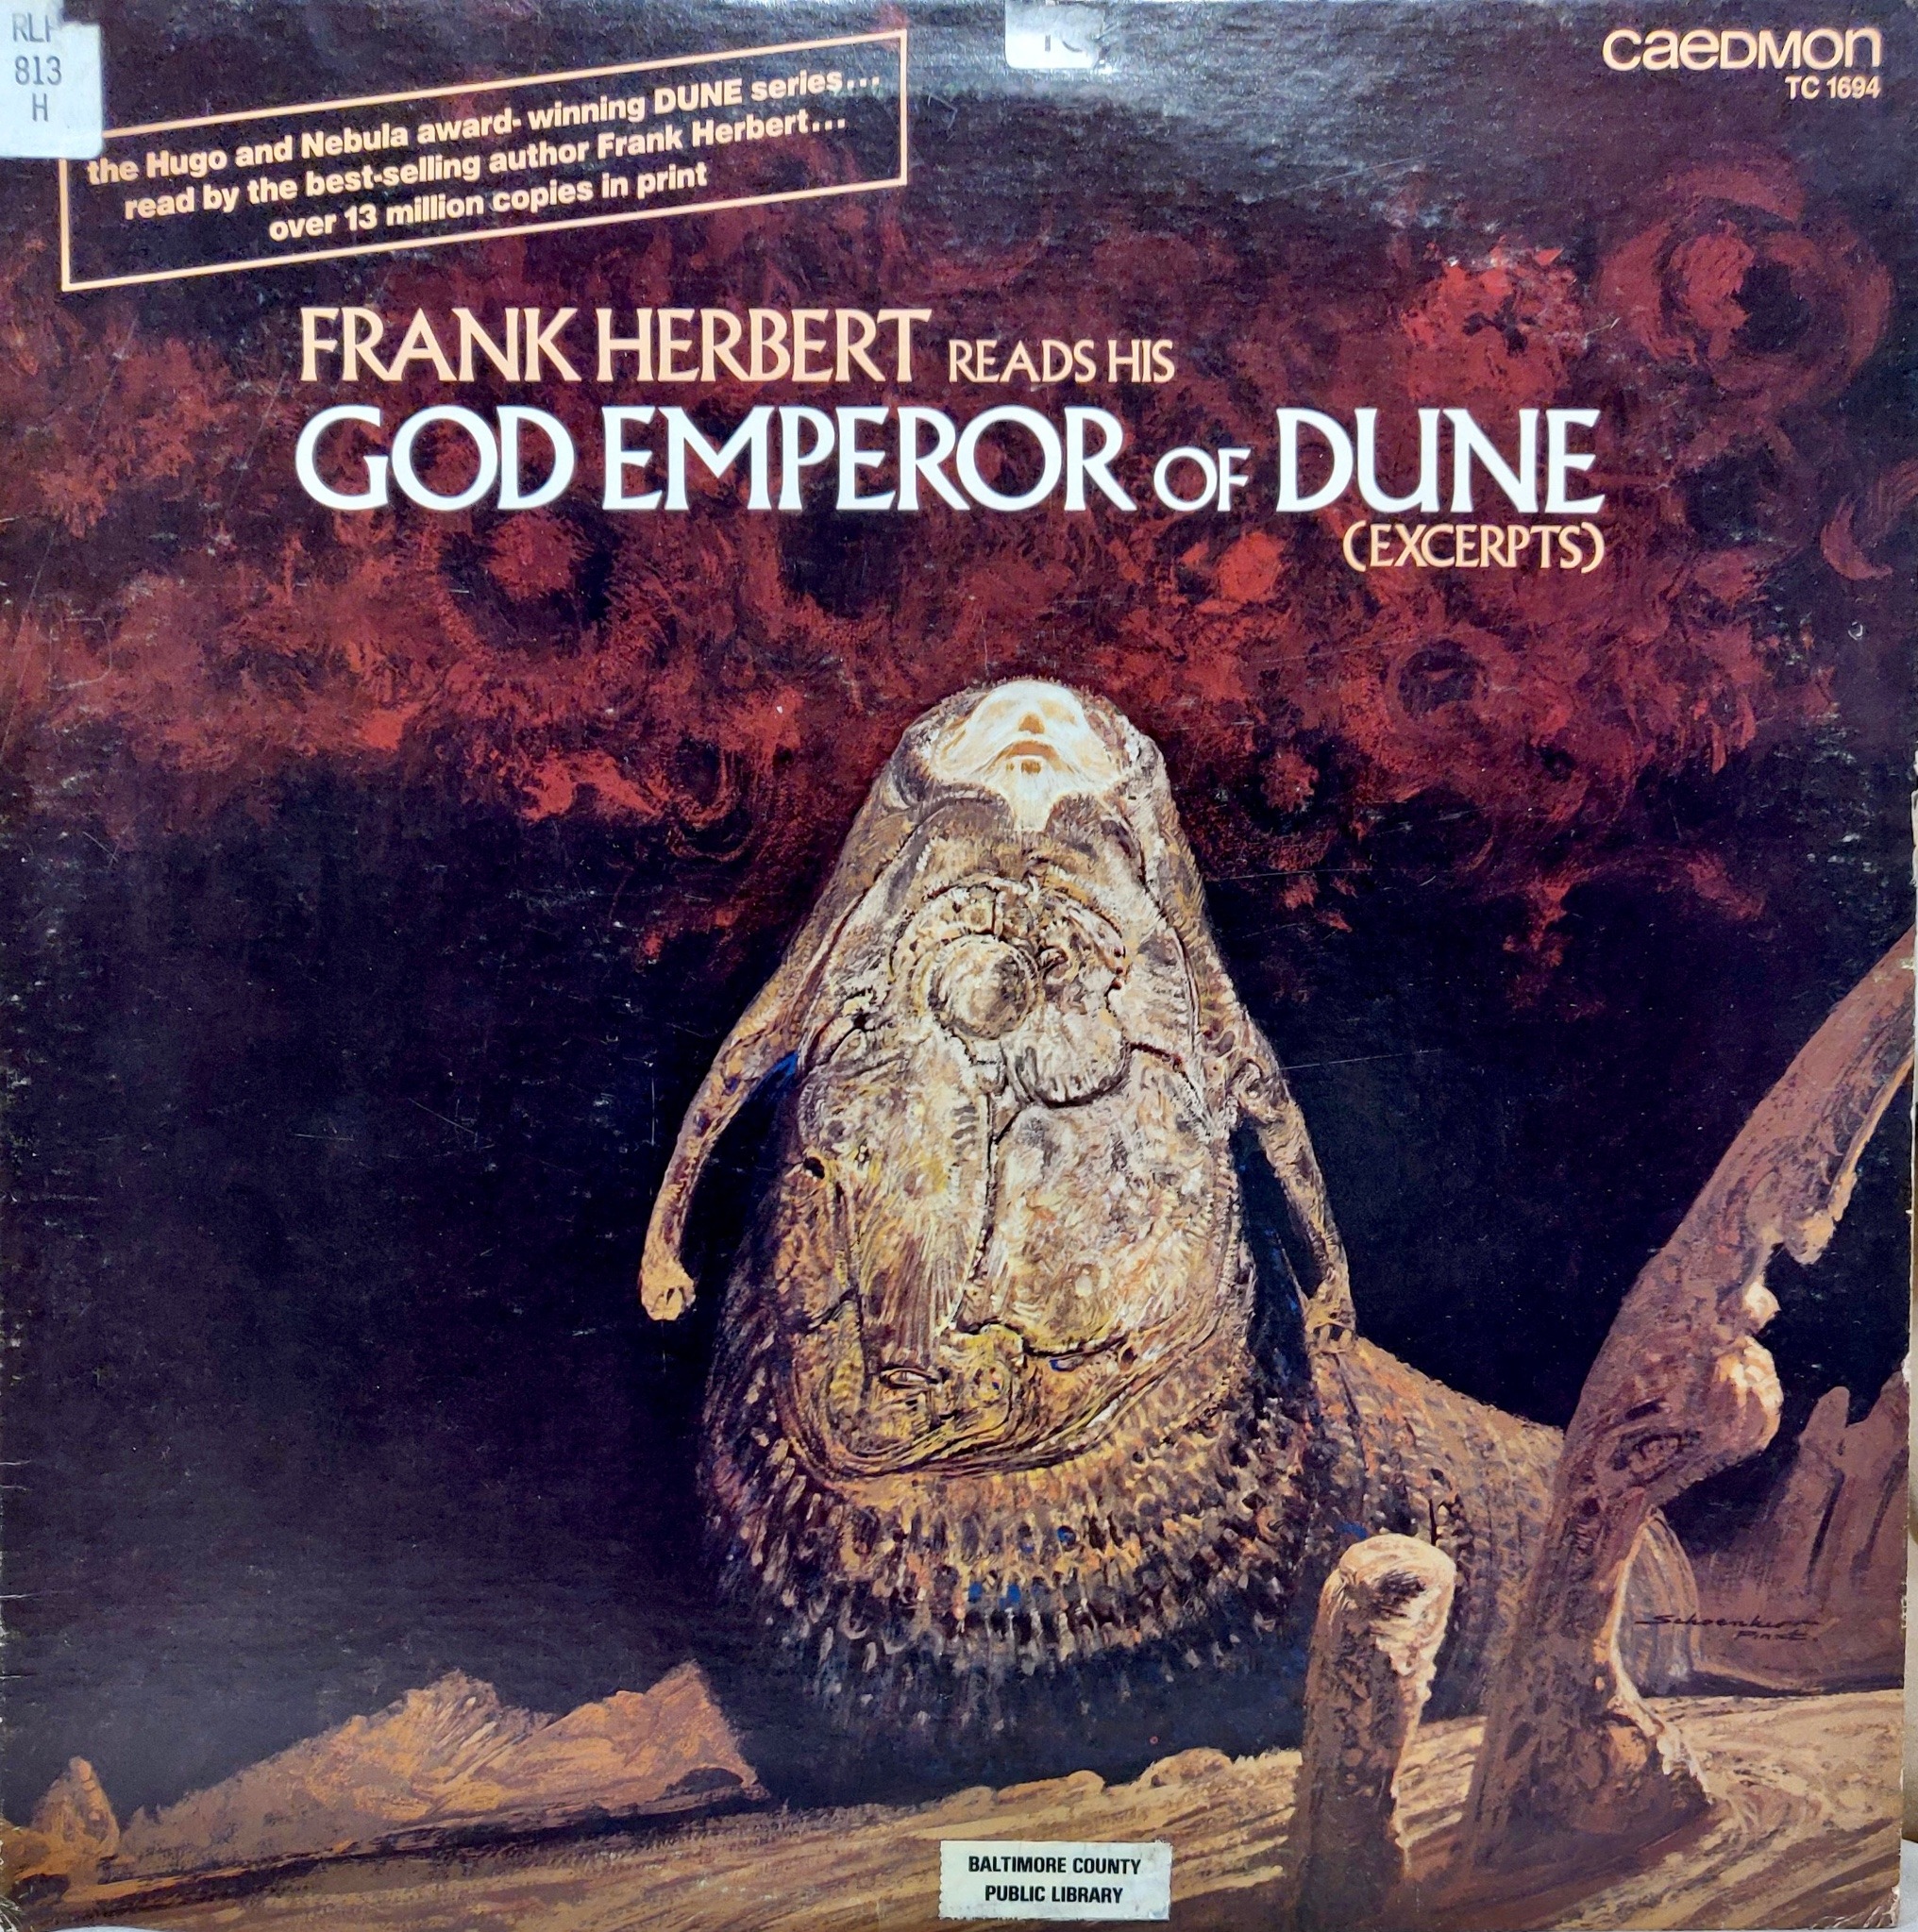 RLP
813
H
caeDMon
TC 1694
the Hugo and Nebula award- winning DUNE series...
read by the best-selling author Frank Herbert...
over 13 million copies in print
FRANK HERBERT READS HIS
GOD EMPEROR OF DUNE
(EXCERPTS)
BALTIMORE COUNTY
PUBLIC LIBRARY